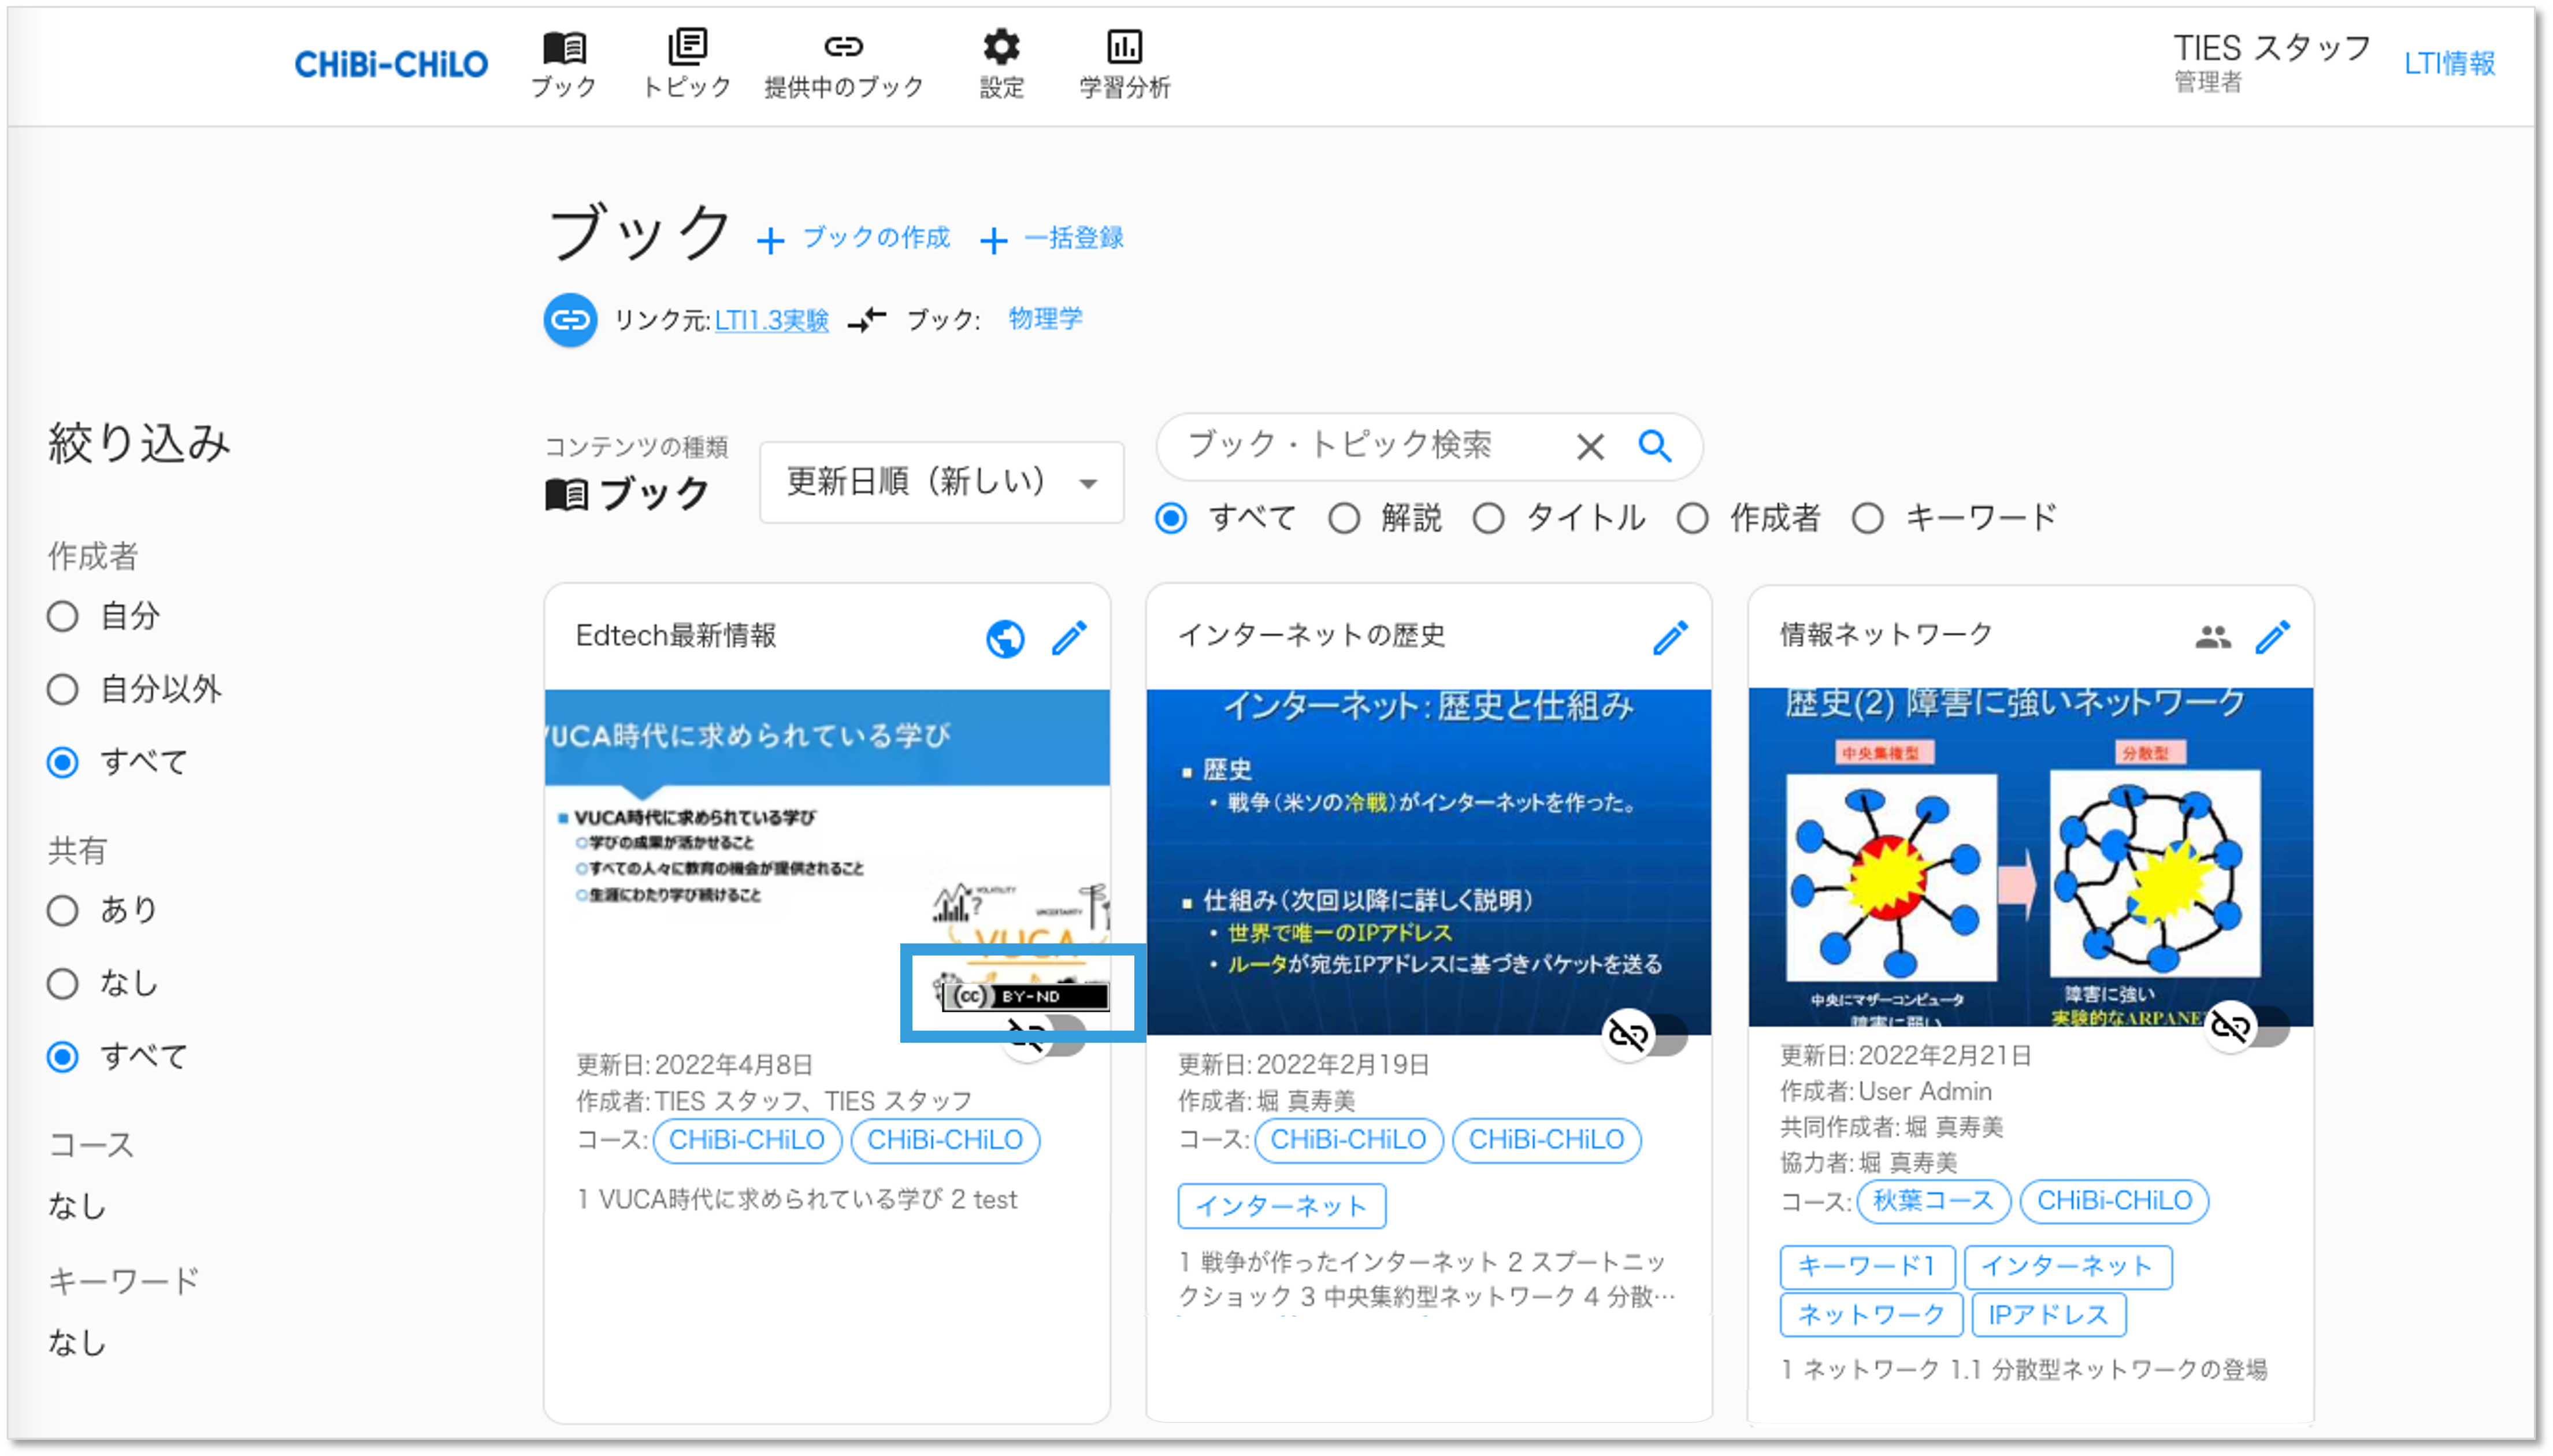 CHiBi-CHiLO
ブック
トピック
提供中のブック
設定
学習分析
TIES スタッフ
管理者
LTI情報
ブック
＋ ブックの作成
＋ 一括登録
リンク元: LTI1.3実験
ブック: 物理学
絞り込み
作成者
自分
自分以外
すべて
共有
あり
なし
すべて
コース
なし
キーワード
なし
コンテンツの種類
ブック
更新日順（新しい）
ブック・トピック検索
すべて
解説
タイトル
作成者
キーワード
Edtech最新情報
VUCA時代に求められている学び
VUCA時代に求められている学び
学びの成果が活かせること
すべての人々に教育の機会が提供されること
生涯にわたり学び続けること
VOLATILITY
UNCERTAINTY
VUCA
cc BY-ND
更新日: 2022年4月8日
作成者: TIES スタッフ、TIES スタッフ
コース: CHiBi-CHiLO CHiBi-CHiLO
1 VUCA時代に求められている学び 2 test
インターネットの歴史
インターネット：歴史と仕組み
歴史
・戦争（米ソの冷戦）がインターネットを作った。
仕組み（次回以降に詳しく説明）
・世界で唯一のIPアドレス
・ルータが宛先IPアドレスに基づきパケットを送る
更新日: 2022年2月19日
作成者: 堀 真寿美
コース: CHiBi-CHiLO CHiBi-CHiLO
インターネット
1 戦争が作ったインターネット 2 スプートニッ
クショック 3 中央集約型ネットワーク 4 分散…
情報ネットワーク
歴史(2) 障害に強いネットワーク
中央集権型
分散型
中央にマザーコンピュータ
障害に弱い
障害に強い
実験的なARPANE
更新日: 2022年2月21日
作成者: User Admin
共同作成者: 堀 真寿美
協力者: 堀 真寿美
コース: 秋葉コース CHiBi-CHiLO
キーワード1 インターネット
ネットワーク IPアドレス
1 ネットワーク 1.1 分散型ネットワークの登場